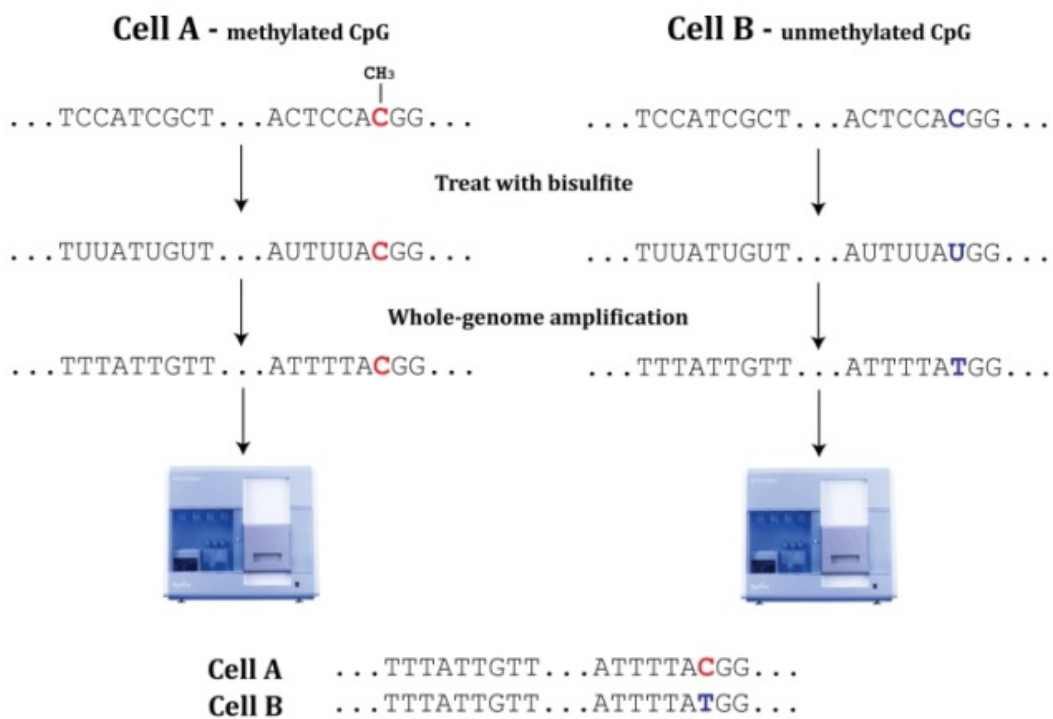 Cell A - methylated CpG
Cell B - unmethylated CpG
CH₃
...TCCATCGCT...ACTCCACGG...
...TCCATCGCT...ACTCCACGG...
Treat with bisulfite
...TUUATUGUT...AUTUUACGG...
...TUUATUGUT...AUTUUAUGG...
Whole-genome amplification
...TTTATTGTT...ATTTTACGG...
...TTTATTGTT...ATTTTATGG...
Cell A ...TTTATTGTT...ATTTTACGG...
Cell B ...TTTATTGTT...ATTTTATGG...